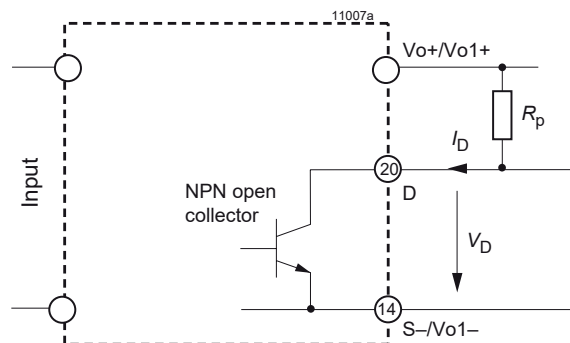 11007a
Vo+/Vo1+
Rp
ID
20
D
NPN open
collector
Input
VD
14
S–/Vo1–